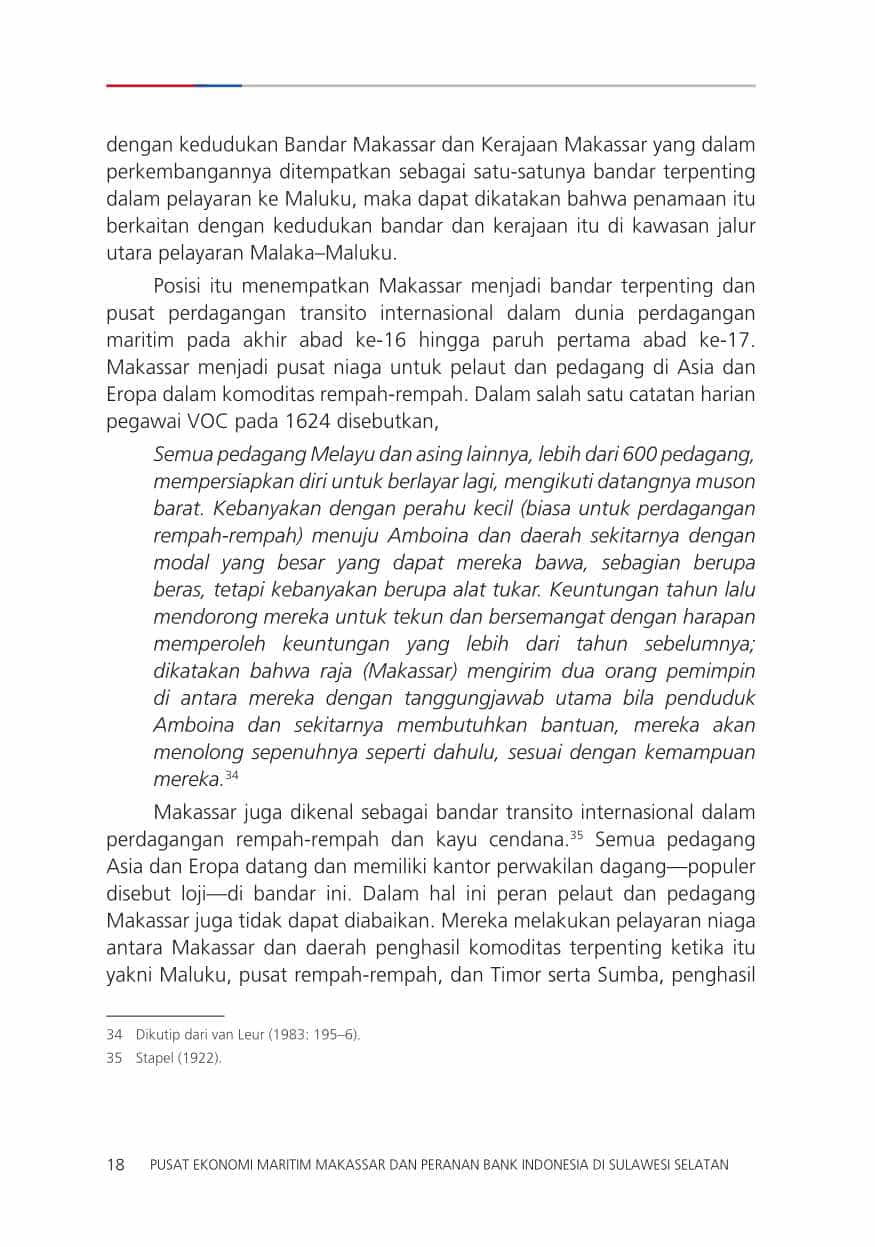 dengan kedudukan Bandar Makassar dan Kerajaan Makassar yang dalam
perkembangannya ditempatkan sebagai satu-satunya bandar terpenting
dalam pelayaran ke Maluku, maka dapat dikatakan bahwa penamaan itu
berkaitan dengan kedudukan bandar dan kerajaan itu di kawasan jalur
utara pelayaran Malaka–Maluku.
Posisi itu menempatkan Makassar menjadi bandar terpenting dan
pusat perdagangan transito internasional dalam dunia perdagangan
maritim pada akhir abad ke-16 hingga paruh pertama abad ke-17.
Makassar menjadi pusat niaga untuk pelaut dan pedagang di Asia dan
Eropa dalam komoditas rempah-rempah. Dalam salah satu catatan harian
pegawai VOC pada 1624 disebutkan,
Semua pedagang Melayu dan asing lainnya, lebih dari 600 pedagang,
mempersiapkan diri untuk berlayar lagi, mengikuti datangnya muson
barat. Kebanyakan dengan perahu kecil (biasa untuk perdagangan
rempah-rempah) menuju Amboina dan daerah sekitarnya dengan
modal yang besar yang dapat mereka bawa, sebagian berupa
beras, tetapi kebanyakan berupa alat tukar. Keuntungan tahun lalu
mendorong mereka untuk tekun dan bersemangat dengan harapan
memperoleh keuntungan yang lebih dari tahun sebelumnya;
dikatakan bahwa raja (Makassar) mengirim dua orang pemimpin
di antara mereka dengan tanggungjawab utama bila penduduk
Amboina dan sekitarnya membutuhkan bantuan, mereka akan
menolong sepenuhnya seperti dahulu, sesuai dengan kemampuan
mereka.34
Makassar juga dikenal sebagai bandar transito internasional dalam
perdagangan rempah-rempah dan kayu cendana.35 Semua pedagang
Asia dan Eropa datang dan memiliki kantor perwakilan dagang—populer
disebut loji—di bandar ini. Dalam hal ini peran pelaut dan pedagang
Makassar juga tidak dapat diabaikan. Mereka melakukan pelayaran niaga
antara Makassar dan daerah penghasil komoditas terpenting ketika itu
yakni Maluku, pusat rempah-rempah, dan Timor serta Sumba, penghasil
34 Dikutip dari van Leur (1983: 195–6).
35 Stapel (1922).
18 PUSAT EKONOMI MARITIM MAKASSAR DAN PERANAN BANK INDONESIA DI SULAWESI SELATAN